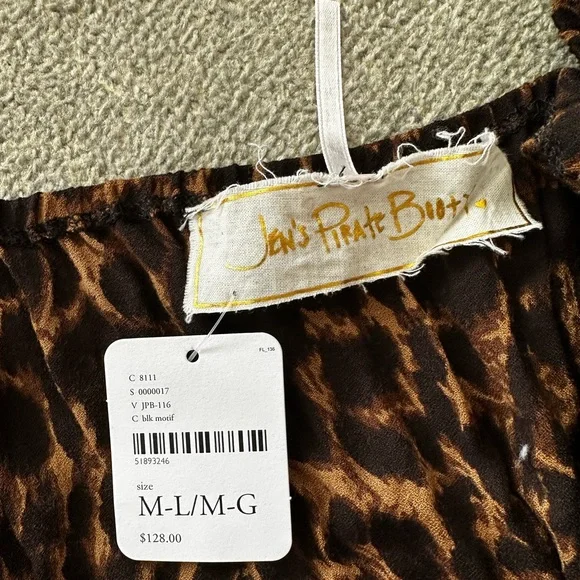 JEN'S PIRATE BOOTY
FL_136
C 8111
S 0000017
V JPB-116
C blk motif
51893246
size
M-L/M-G
$128.00